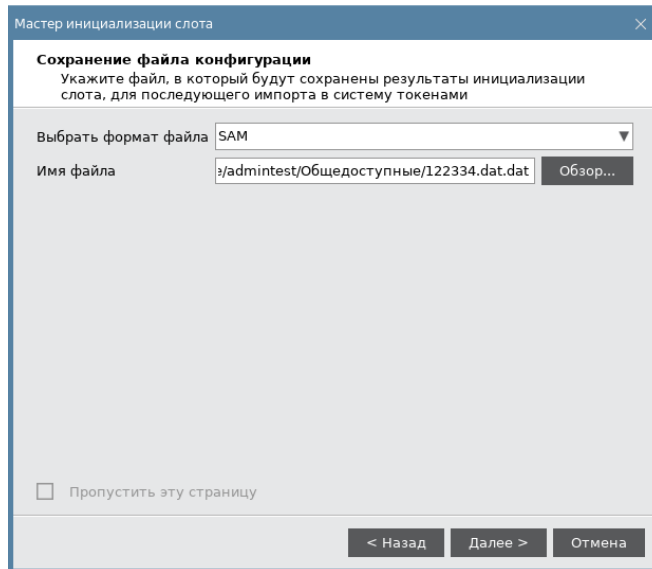 Мастер инициализации слота
Сохранение файла конфигурации
Укажите файл, в который будут сохранены результаты инициализации
слота, для последующего импорта в систему токенами
Выбрать формат файла SAM
Имя файла э/admintest/Общедоступные/122334.dat.dat Обзор...
Пропустить эту страницу
< Назад Далее > Отмена